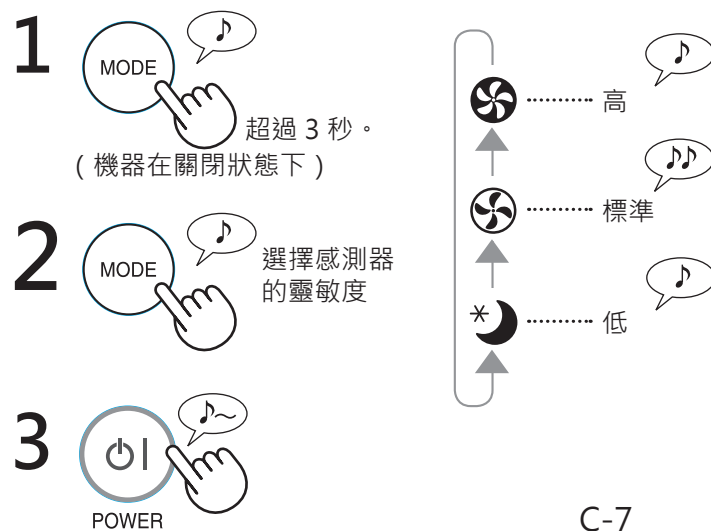 1
MODE
超過 3 秒。
( 機器在關閉狀態下 )
2
MODE
選擇感測器
的靈敏度
3
POWER
高
標準
低
C-7